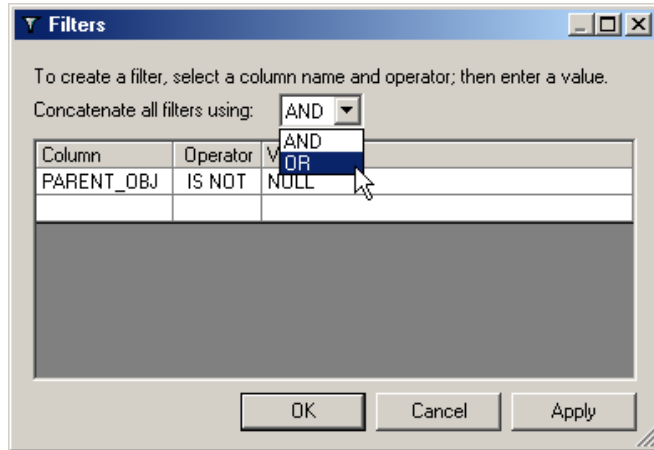 Filters
To create a filter, select a column name and operator; then enter a value.
Concatenate all filters using: AND
AND
OR
Column Operator V
PARENT_OBJ IS NOT NULL
OK Cancel Apply